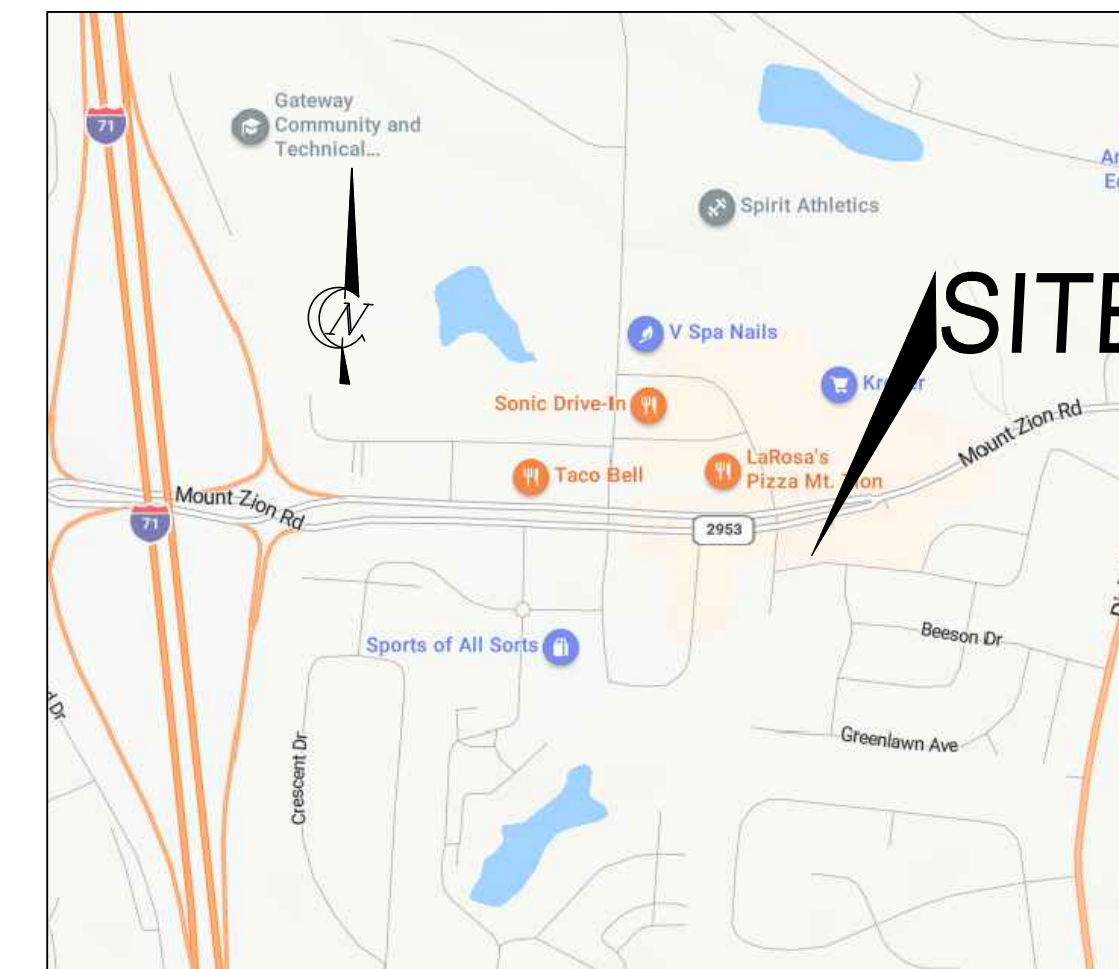 Gateway
Community and
Technical...
71
Spirit Athletics
SITE
V Spa Nails
Sonic Drive-In
Mount Zion Rd
LaRosa's
Pizza Mt.
Taco Bell
Mount Zion Rd
71
2953
N
Beeson Dr
Sports of All Sorts
Greenlawn Ave
Crescent Dr